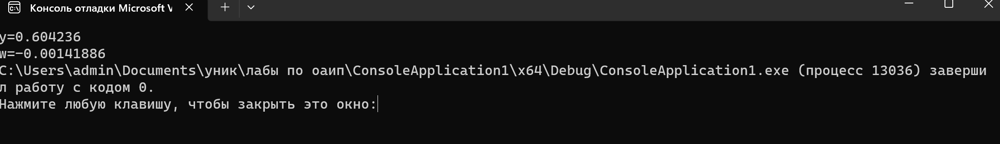 Консоль отладки Microsoft V
y=0.604236
w=-0.00141886
C:\Users\admin\Documents\уник\лабы по оаип\ConsoleApplication1\x64\Debug\ConsoleApplication1.exe (процесс 13036) заверши
л работу с кодом 0.
Нажмите любую клавишу, чтобы закрыть это окно: